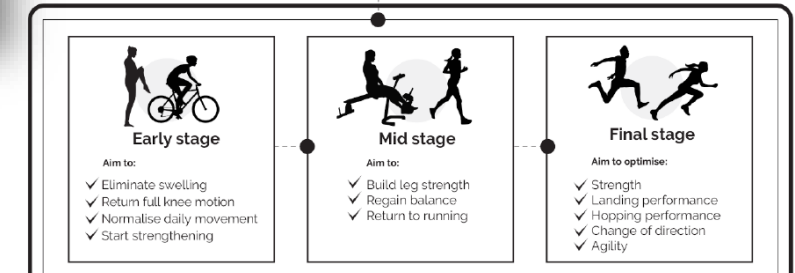 Early stage
Aim to:
Eliminate swelling
Return full knee motion
Normalise daily movement
Start strengthening
Mid stage
Aim to:
Build leg strength
Regain balance
Return to running
Final stage
Aim to optimise:
Strength
Landing performance
Hopping performance
Change of direction
Agility